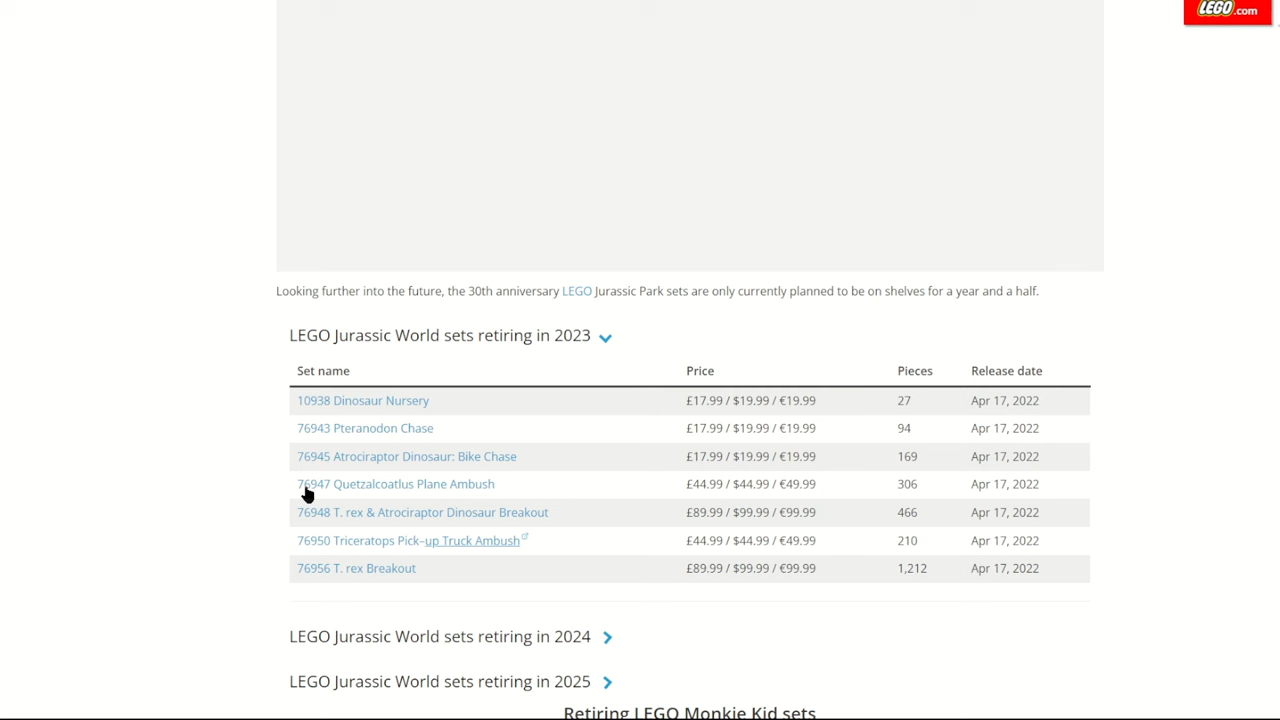 LEGO.com
Looking further into the future, the 30th anniversary LEGO Jurassic Park sets are only currently planned to be on shelves for a year and a half.
LEGO Jurassic World sets retiring in 2023
Set name Price Pieces Release date
10938 Dinosaur Nursery £17.99 / $19.99 / €19.99 27 Apr 17, 2022
76943 Pteranodon Chase £17.99 / $19.99 / €19.99 94 Apr 17, 2022
76945 Atrociraptor Dinosaur: Bike Chase £17.99 / $19.99 / €19.99 169 Apr 17, 2022
76947 Quetzalcoatlus Plane Ambush £44.99 / $44.99 / €49.99 306 Apr 17, 2022
76948 T. rex & Atrociraptor Dinosaur Breakout £89.99 / $99.99 / €99.99 466 Apr 17, 2022
76950 Triceratops Pick–up Truck Ambush £44.99 / $44.99 / €49.99 210 Apr 17, 2022
76956 T. rex Breakout £89.99 / $99.99 / €99.99 1,212 Apr 17, 2022
LEGO Jurassic World sets retiring in 2024
LEGO Jurassic World sets retiring in 2025
Retiring LEGO Monkie Kid sets